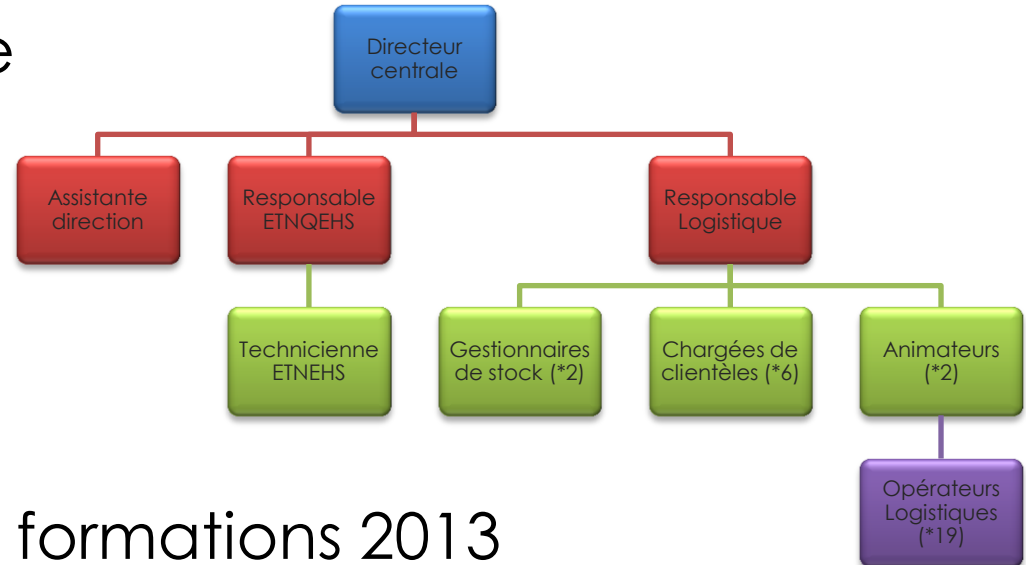 e
Directeur
centrale
Assistante
direction
Responsable
ETNQEHS
Responsable
Logistique
Technicienne
ETNEHS
Gestionnaires
de stock (*2)
Chargées de
clientèles (*6)
Animateurs
(*2)
Opérateurs
Logistiques
(*19)
formations 2013